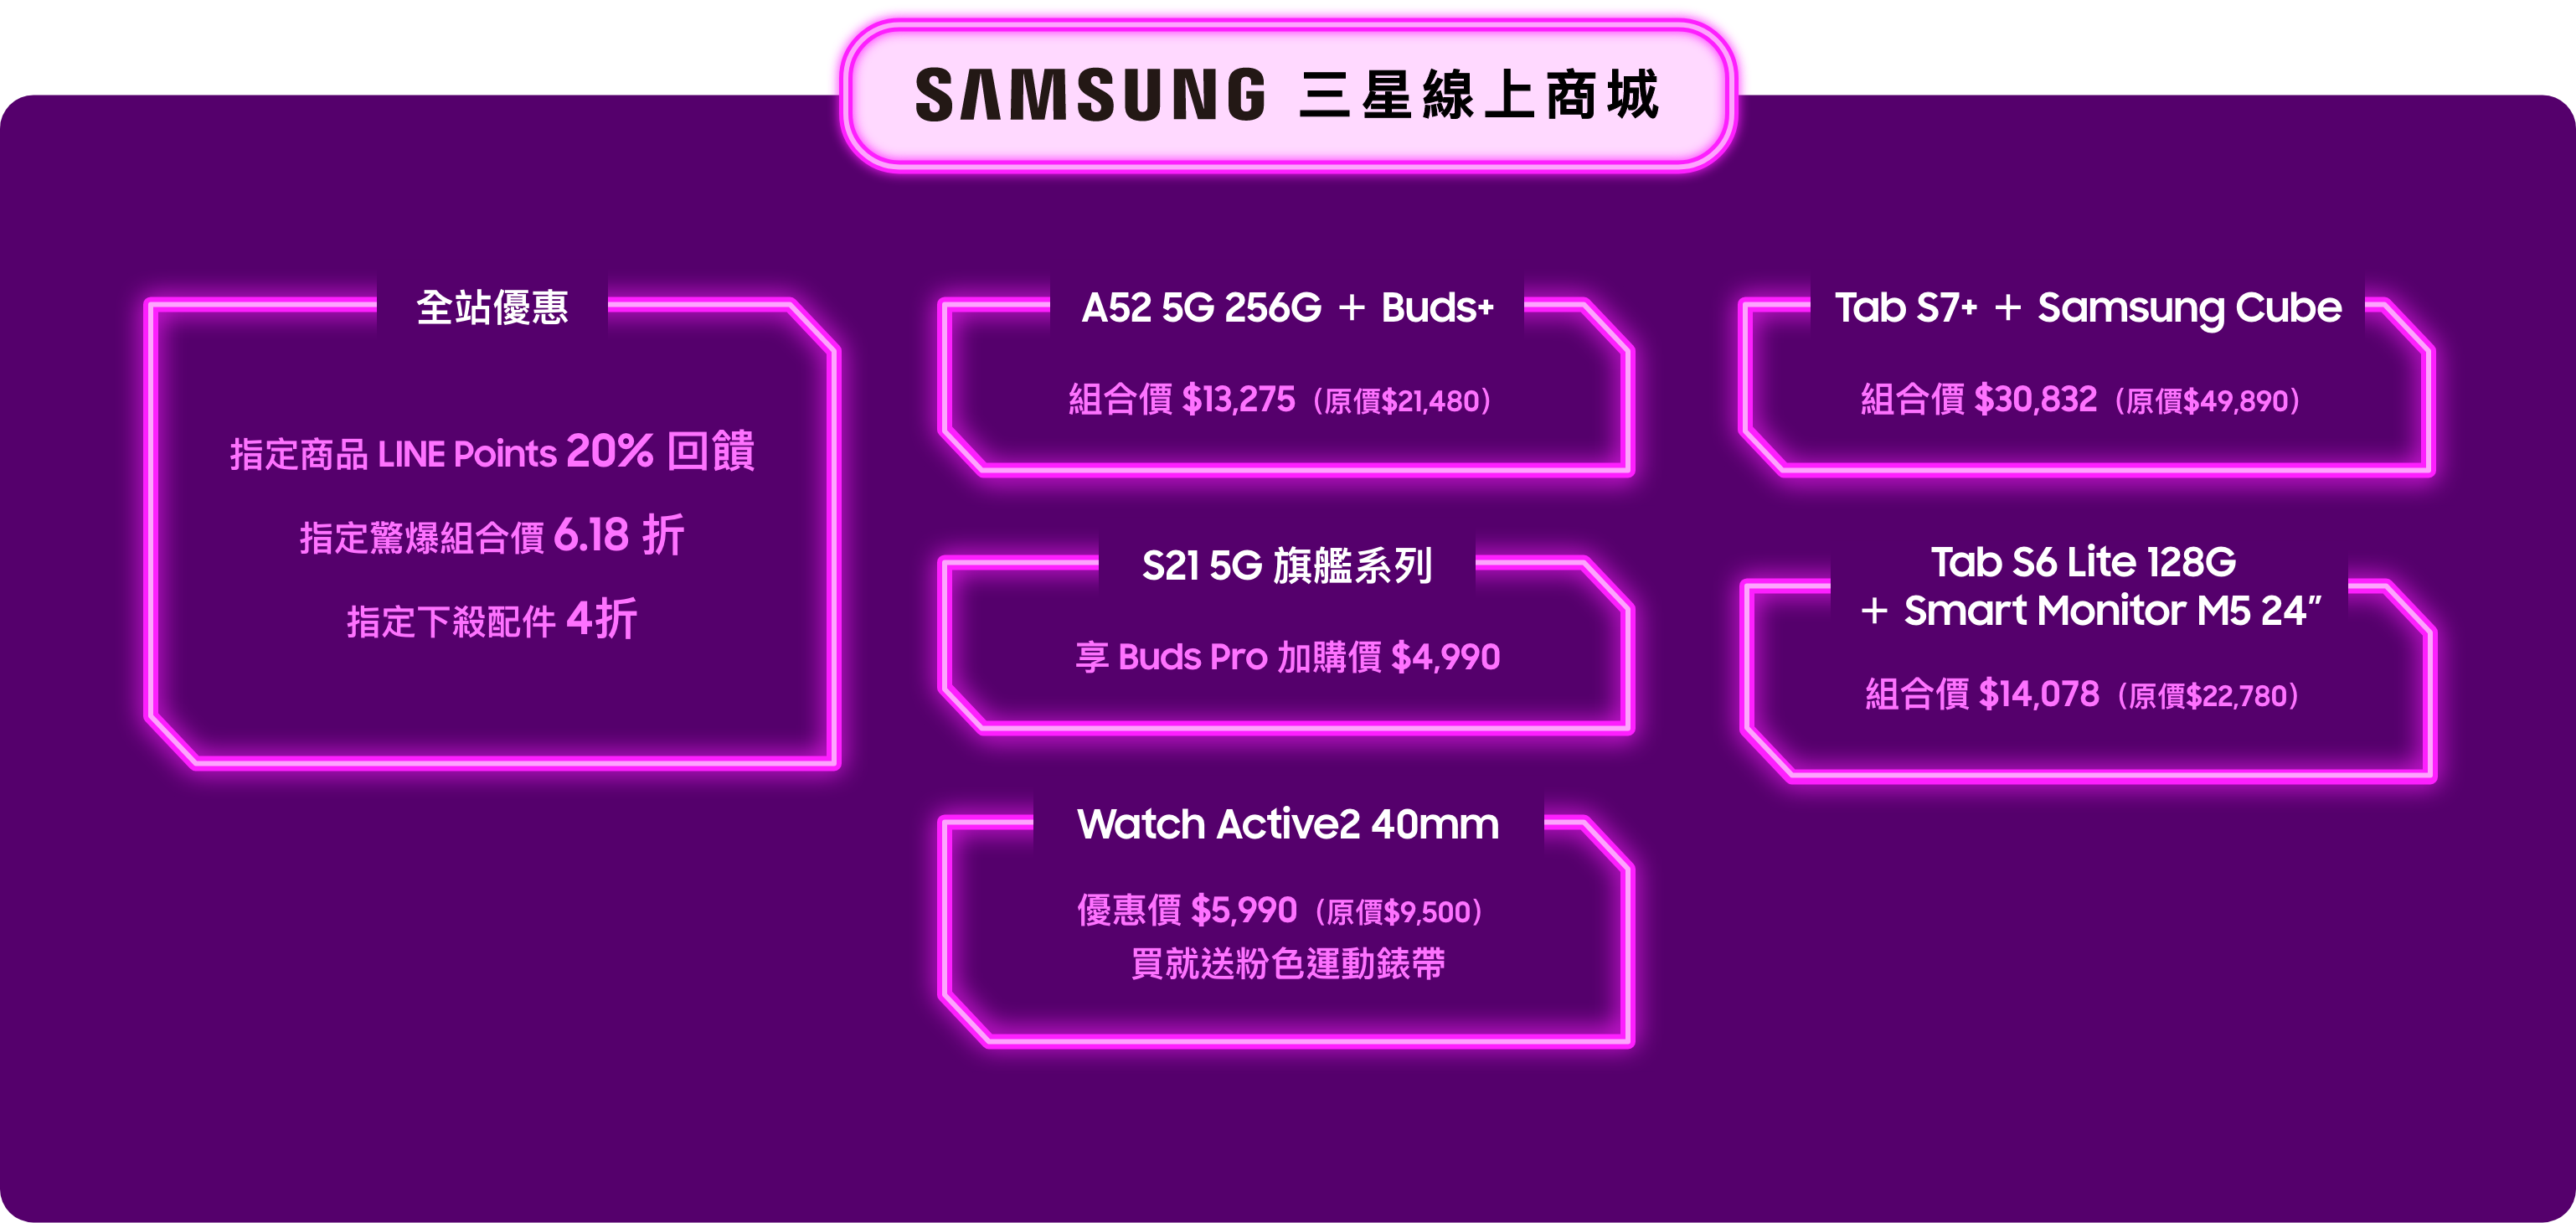 SAMSUNG 三星線上商城
全站優惠
指定商品 LINE Points 20% 回饋
指定驚爆組合價 6.18 折
指定下殺配件 4折
A52 5G 256G + Buds+
組合價 $13,275（原價$21,480）
S21 5G 旗艦系列
享 Buds Pro 加購價 $4,990
Watch Active2 40mm
優惠價 $5,990（原價$9,500）
買就送粉色運動錶帶
Tab S7+ + Samsung Cube
組合價 $30,832（原價$49,890）
Tab S6 Lite 128G
+ Smart Monitor M5 24”
組合價 $14,078（原價$22,780）